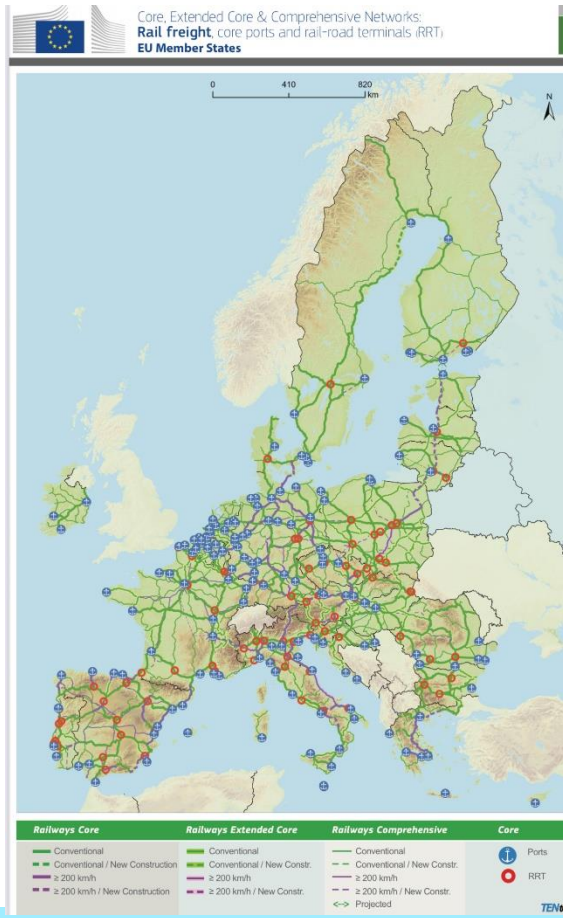 Core, Extended Core & Comprehensive Networks:
Rail freight, core ports and rail-road terminals (RRT)
EU Member States
0 410 820
km
N
Railways Core
Conventional
Conventional / New Construction
≥ 200 km/h
≥ 200 km/h / New Construction
Railways Extended Core
Conventional
Conventional / New Constr.
≥ 200 km/h
≥ 200 km/h / New Constr.
Railways Comprehensive
Conventional
Conventional / New Constr.
≥ 200 km/h
≥ 200 km/h / New Constr.
Projected
Core
Ports
RRT